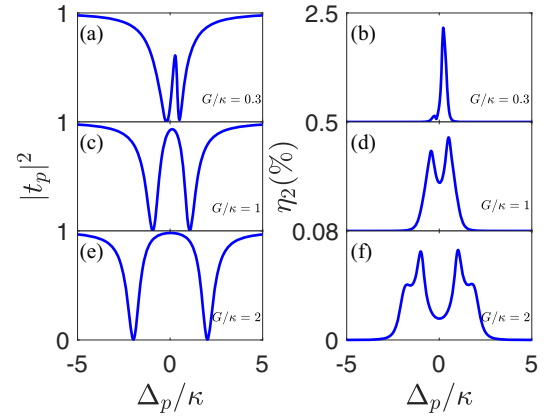 1 2.5
(a) (b)
G/κ = 0.3 G/κ = 0.3
1 0.5
(c) (d)
|t_p|^2 η_2(%)
G/κ = 1 G/κ = 1
1 0.08
(e) (f)
G/κ = 2 G/κ = 2
0 0
-5 0 5 -5 0 5
Δ_p/κ Δ_p/κ